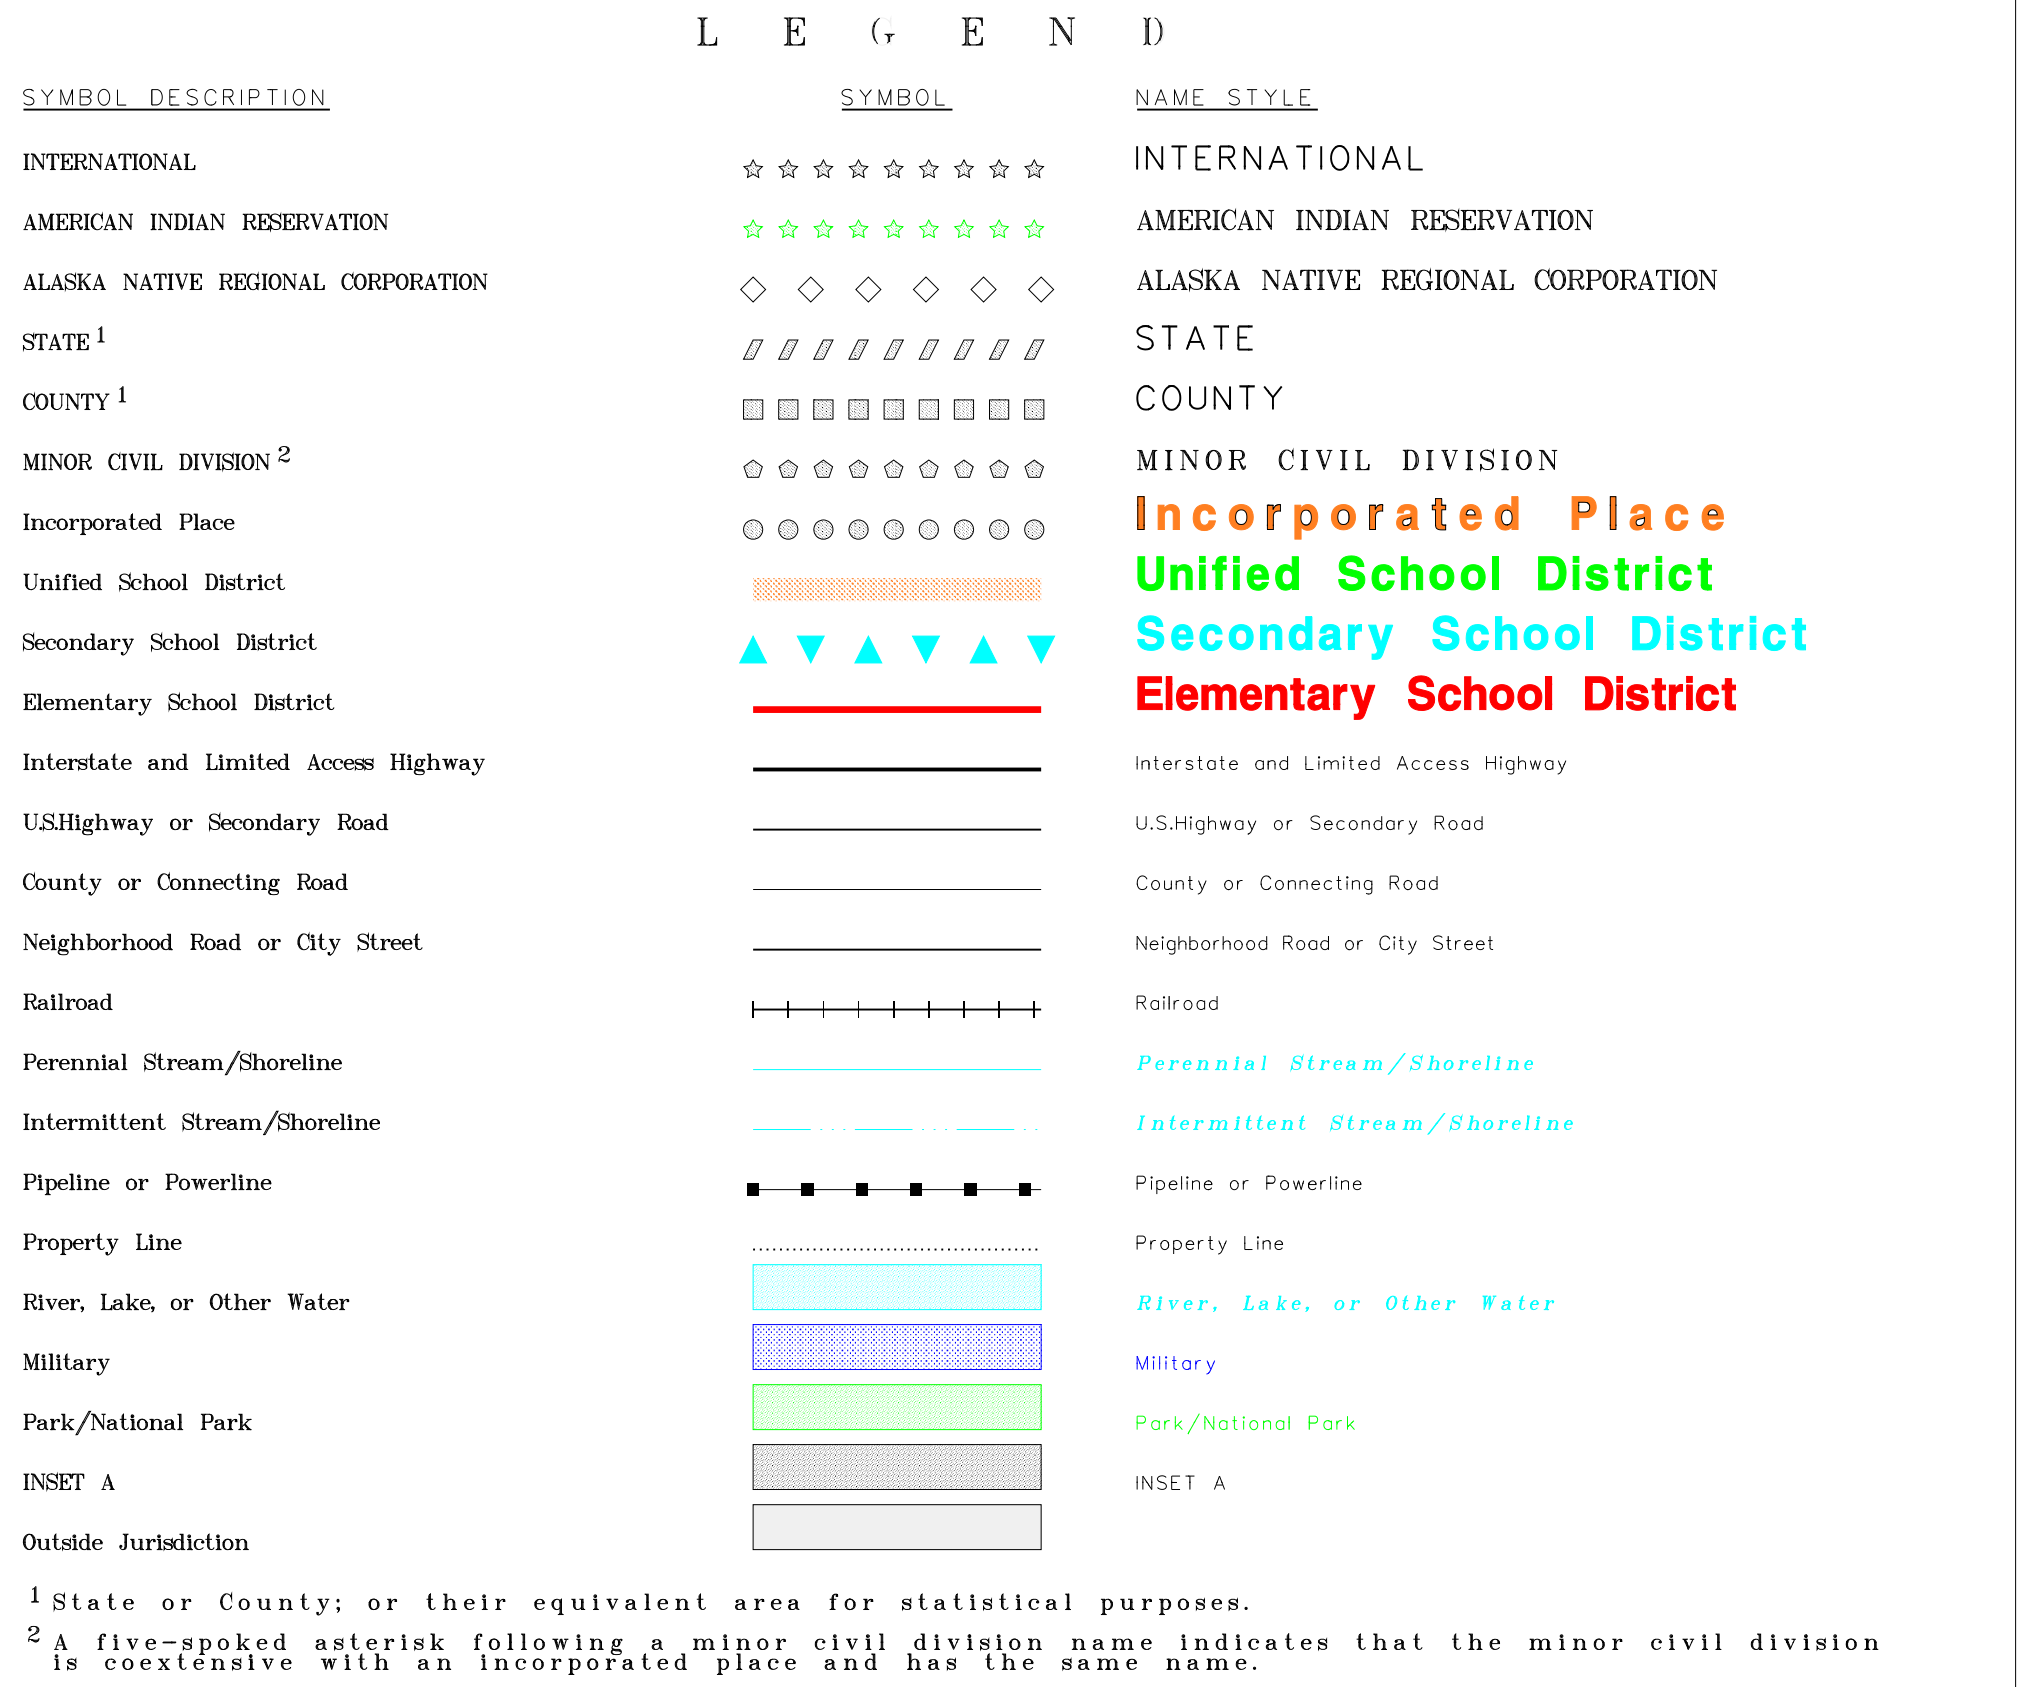 L E G E N D
SYMBOL DESCRIPTION SYMBOL NAME STYLE
INTERNATIONAL INTERNATIONAL
AMERICAN INDIAN RESERVATION AMERICAN INDIAN RESERVATION
ALASKA NATIVE REGIONAL CORPORATION ALASKA NATIVE REGIONAL CORPORATION
STATE 1 STATE
COUNTY 1 COUNTY
MINOR CIVIL DIVISION 2 MINOR CIVIL DIVISION
Incorporated Place Incorporated Place
Unified School District Unified School District
Secondary School District Secondary School District
Elementary School District Elementary School District
Interstate and Limited Access Highway Interstate and Limited Access Highway
U.S.Highway or Secondary Road U.S.Highway or Secondary Road
County or Connecting Road County or Connecting Road
Neighborhood Road or City Street Neighborhood Road or City Street
Railroad Railroad
Perennial Stream/Shoreline Perennial Stream/Shoreline
Intermittent Stream/Shoreline Intermittent Stream/Shoreline
Pipeline or Powerline Pipeline or Powerline
Property Line Property Line
River, Lake, or Other Water River, Lake, or Other Water
Military Military
Park/National Park Park/National Park
INSET A INSET A
Outside Jurisdiction
1 State or County; or their equivalent area for statistical purposes.
2 A five-spoked asterisk following a minor civil division name indicates that the minor civil division
is coextensive with an incorporated place and has the same name.